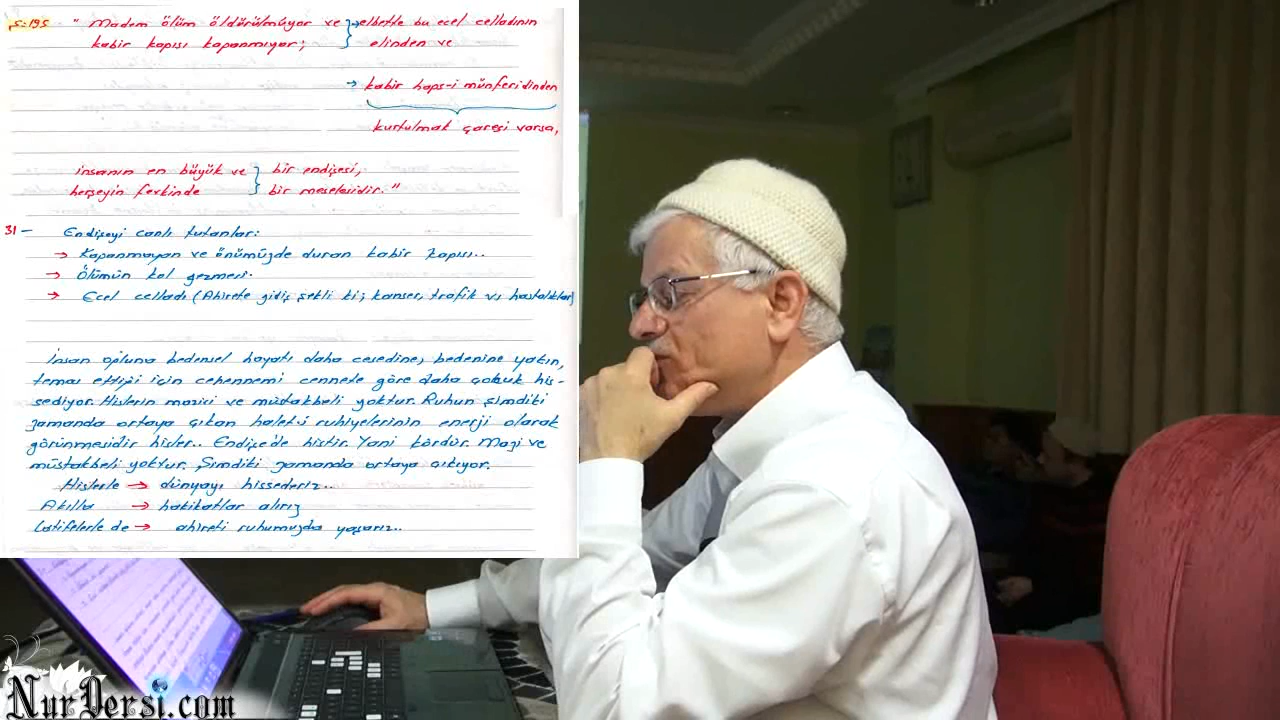 S:195 " Madem ölüm öldürülmüyor ve → elbette bu ecel celladının
kabir kapısı kapanmıyor; elinden ve
→ kabir haps-i münferidinden
kurtulmak çaresi varsa,
insanın en büyük ve bir endişesi,
herşeyin fevkinde bir meselesidir."
31 - Endişeyi canlı tutanlar:
→ Kapanmayan ve önümüzde duran kabir kapısı..
→ Ölümün kol gezmesi.
→ Ecel celladı (Ahirete gidiş şekli ki; kanser, trafik vs hastalıklar)
İnsan oğluna bedensel hayatı daha cesedine, bedenine yakın,
temas ettiği için cehennemi cennete göre daha çabuk his-
sediyor. Hislerin mazisi ve müstakbeli yoktur. Ruhun şimdiki
zamanda ortaya çıkan haleti ruhiyelerinin enerji olarak
görünmesidir hisler.. Endişe'de histir. Yani kördür. Mazi ve
müstakbeli yoktur. Şimdiki zamanda ortaya çıkıyor.
Hislerle → dünyayı hissederiz..
Akılla → hakikatlar alırız
Latifelerle de → ahireti ruhumuzda yaşarız..
NurDersi.com